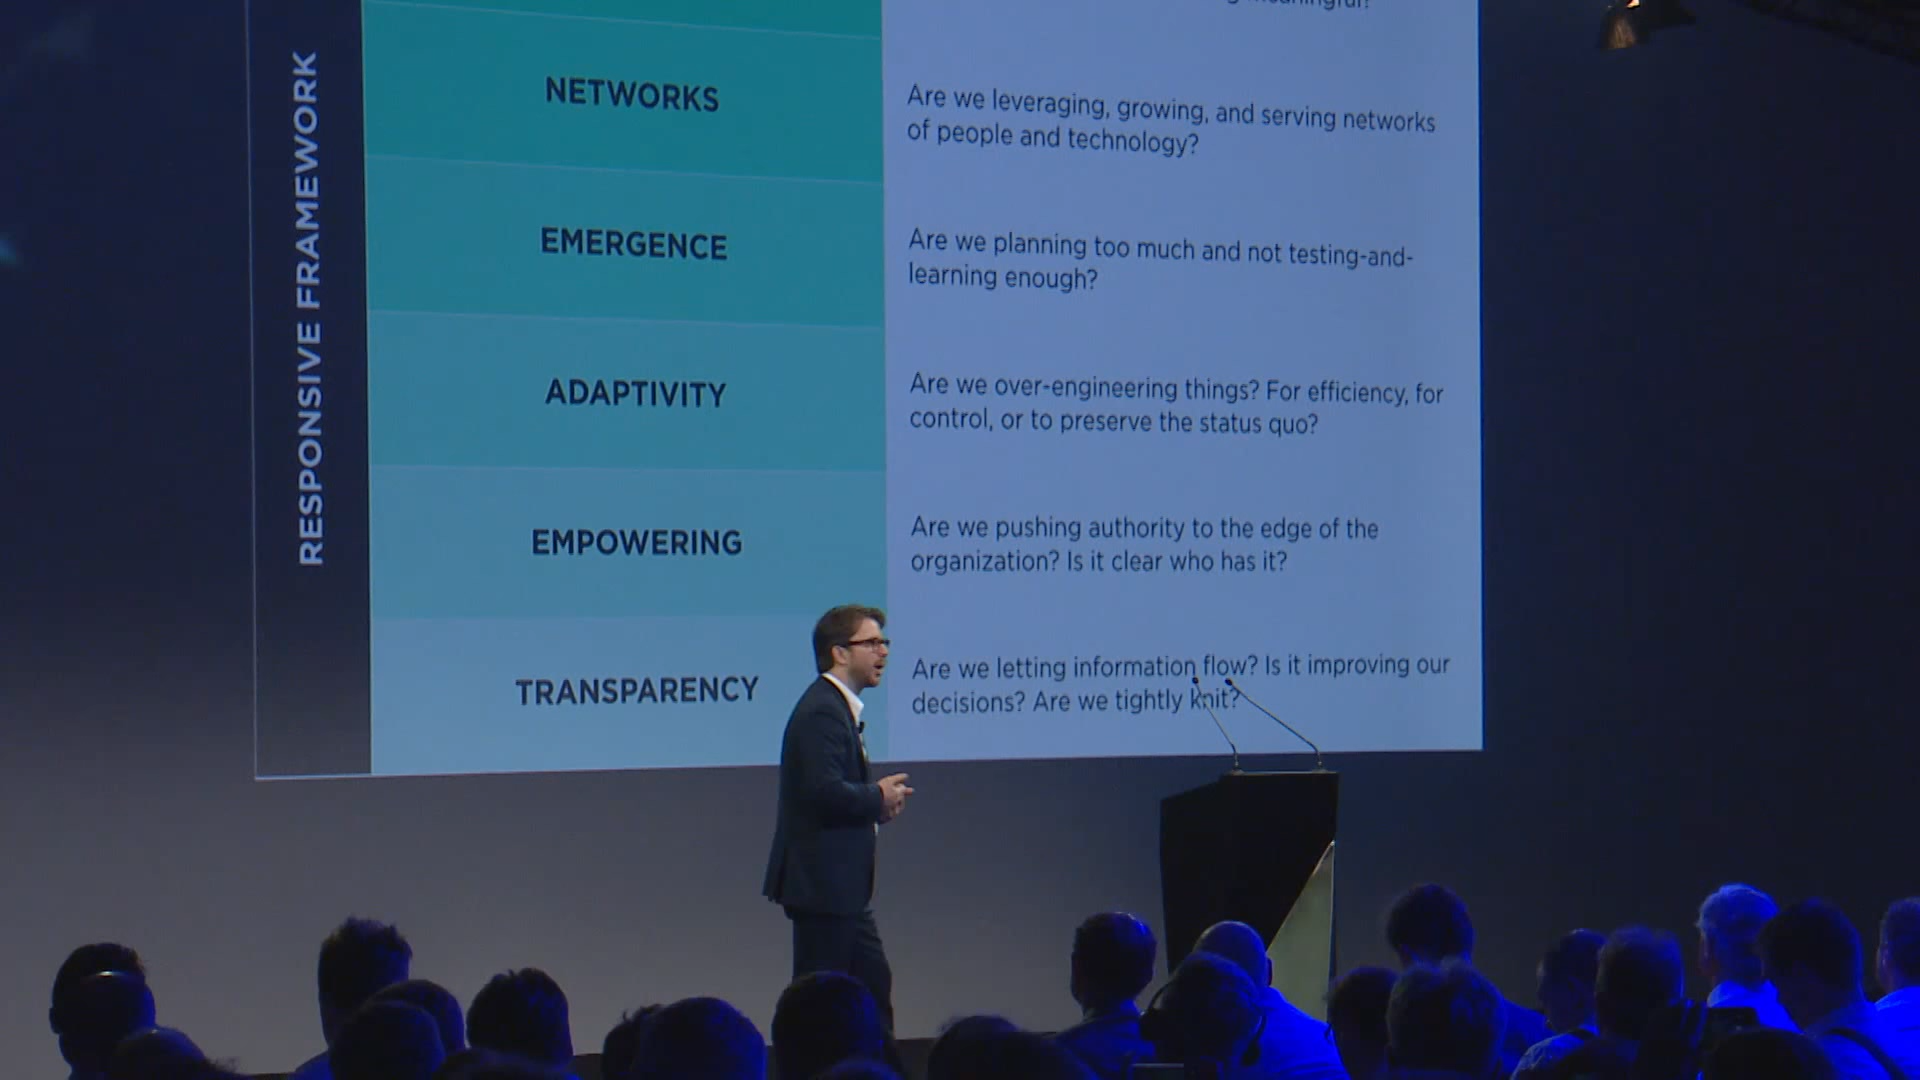 RESPONSIVE FRAMEWORK
NETWORKS
Are we leveraging, growing, and serving networks
of people and technology?
EMERGENCE
Are we planning too much and not testing-and-
learning enough?
ADAPTIVITY
Are we over-engineering things? For efficiency, for
control, or to preserve the status quo?
EMPOWERING
Are we pushing authority to the edge of the
organization? Is it clear who has it?
TRANSPARENCY
Are we letting information flow? Is it improving our
decisions? Are we tightly knit?